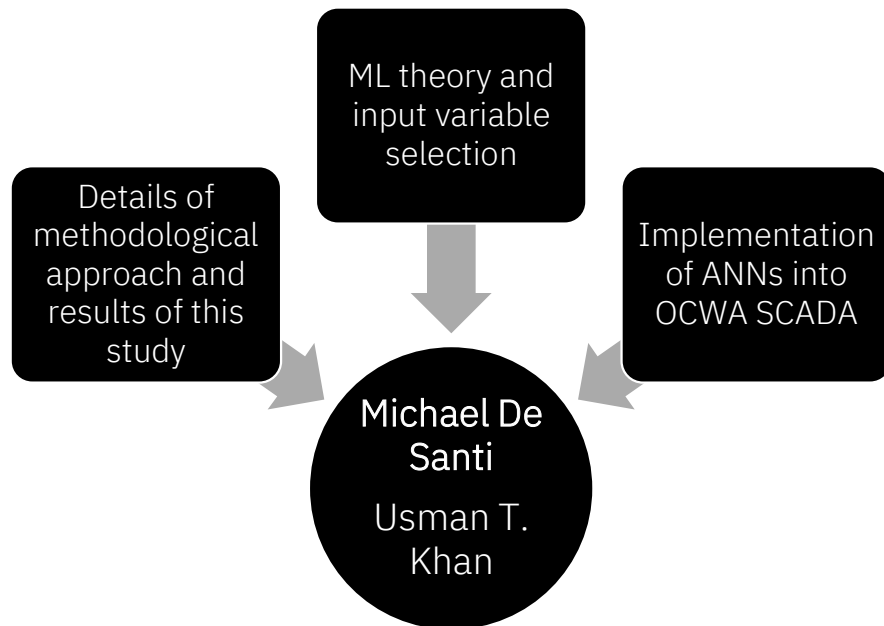 ML theory and
input variable
selection
Details of
methodological
approach and
results of this
study
Implementation
of ANNs into
OCWA SCADA
Michael De
Santi
Usman T.
Khan